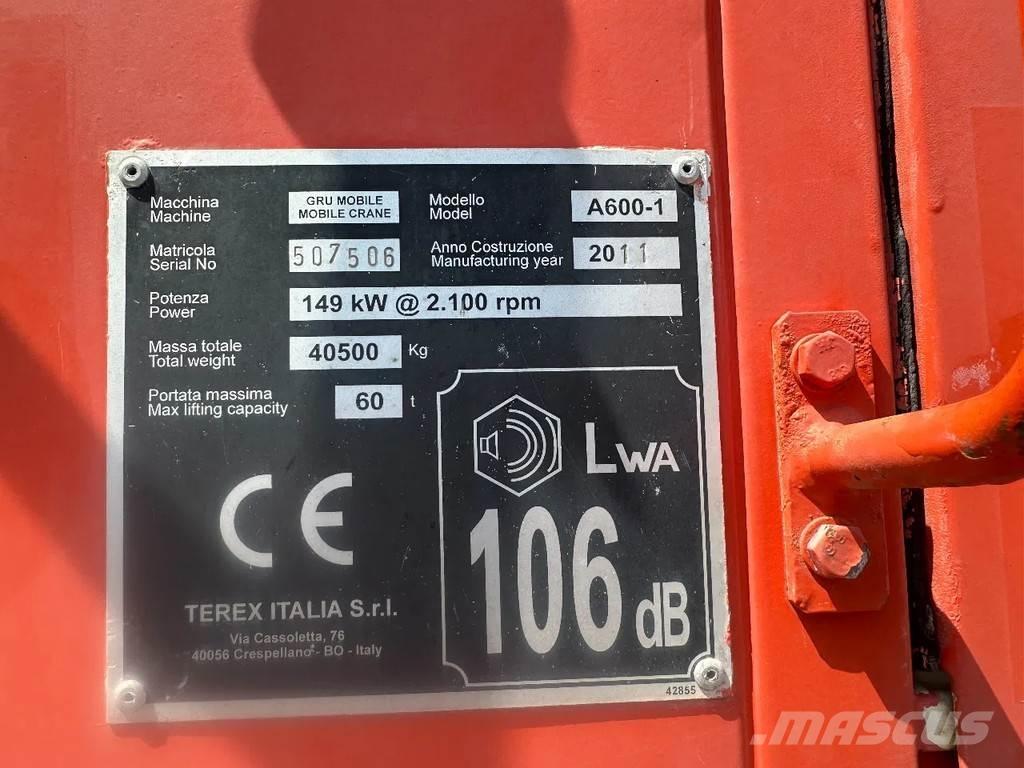 Macchina
Machine
GRU MOBILE
MOBILE CRANE
Modello
Model
A600-1
Matricola
Serial No
507506
Anno Costruzione
Manufacturing year
2011
Potenza
Power
149 kW @ 2.100 rpm
Massa totale
Total weight
40500 Kg
Portata massima
Max lifting capacity
60 t
CE
LWA
106 dB
TEREX ITALIA S.r.l.
Via Cassoletta, 76
40056 Crespellano - BO - Italy
42855
MASCUS